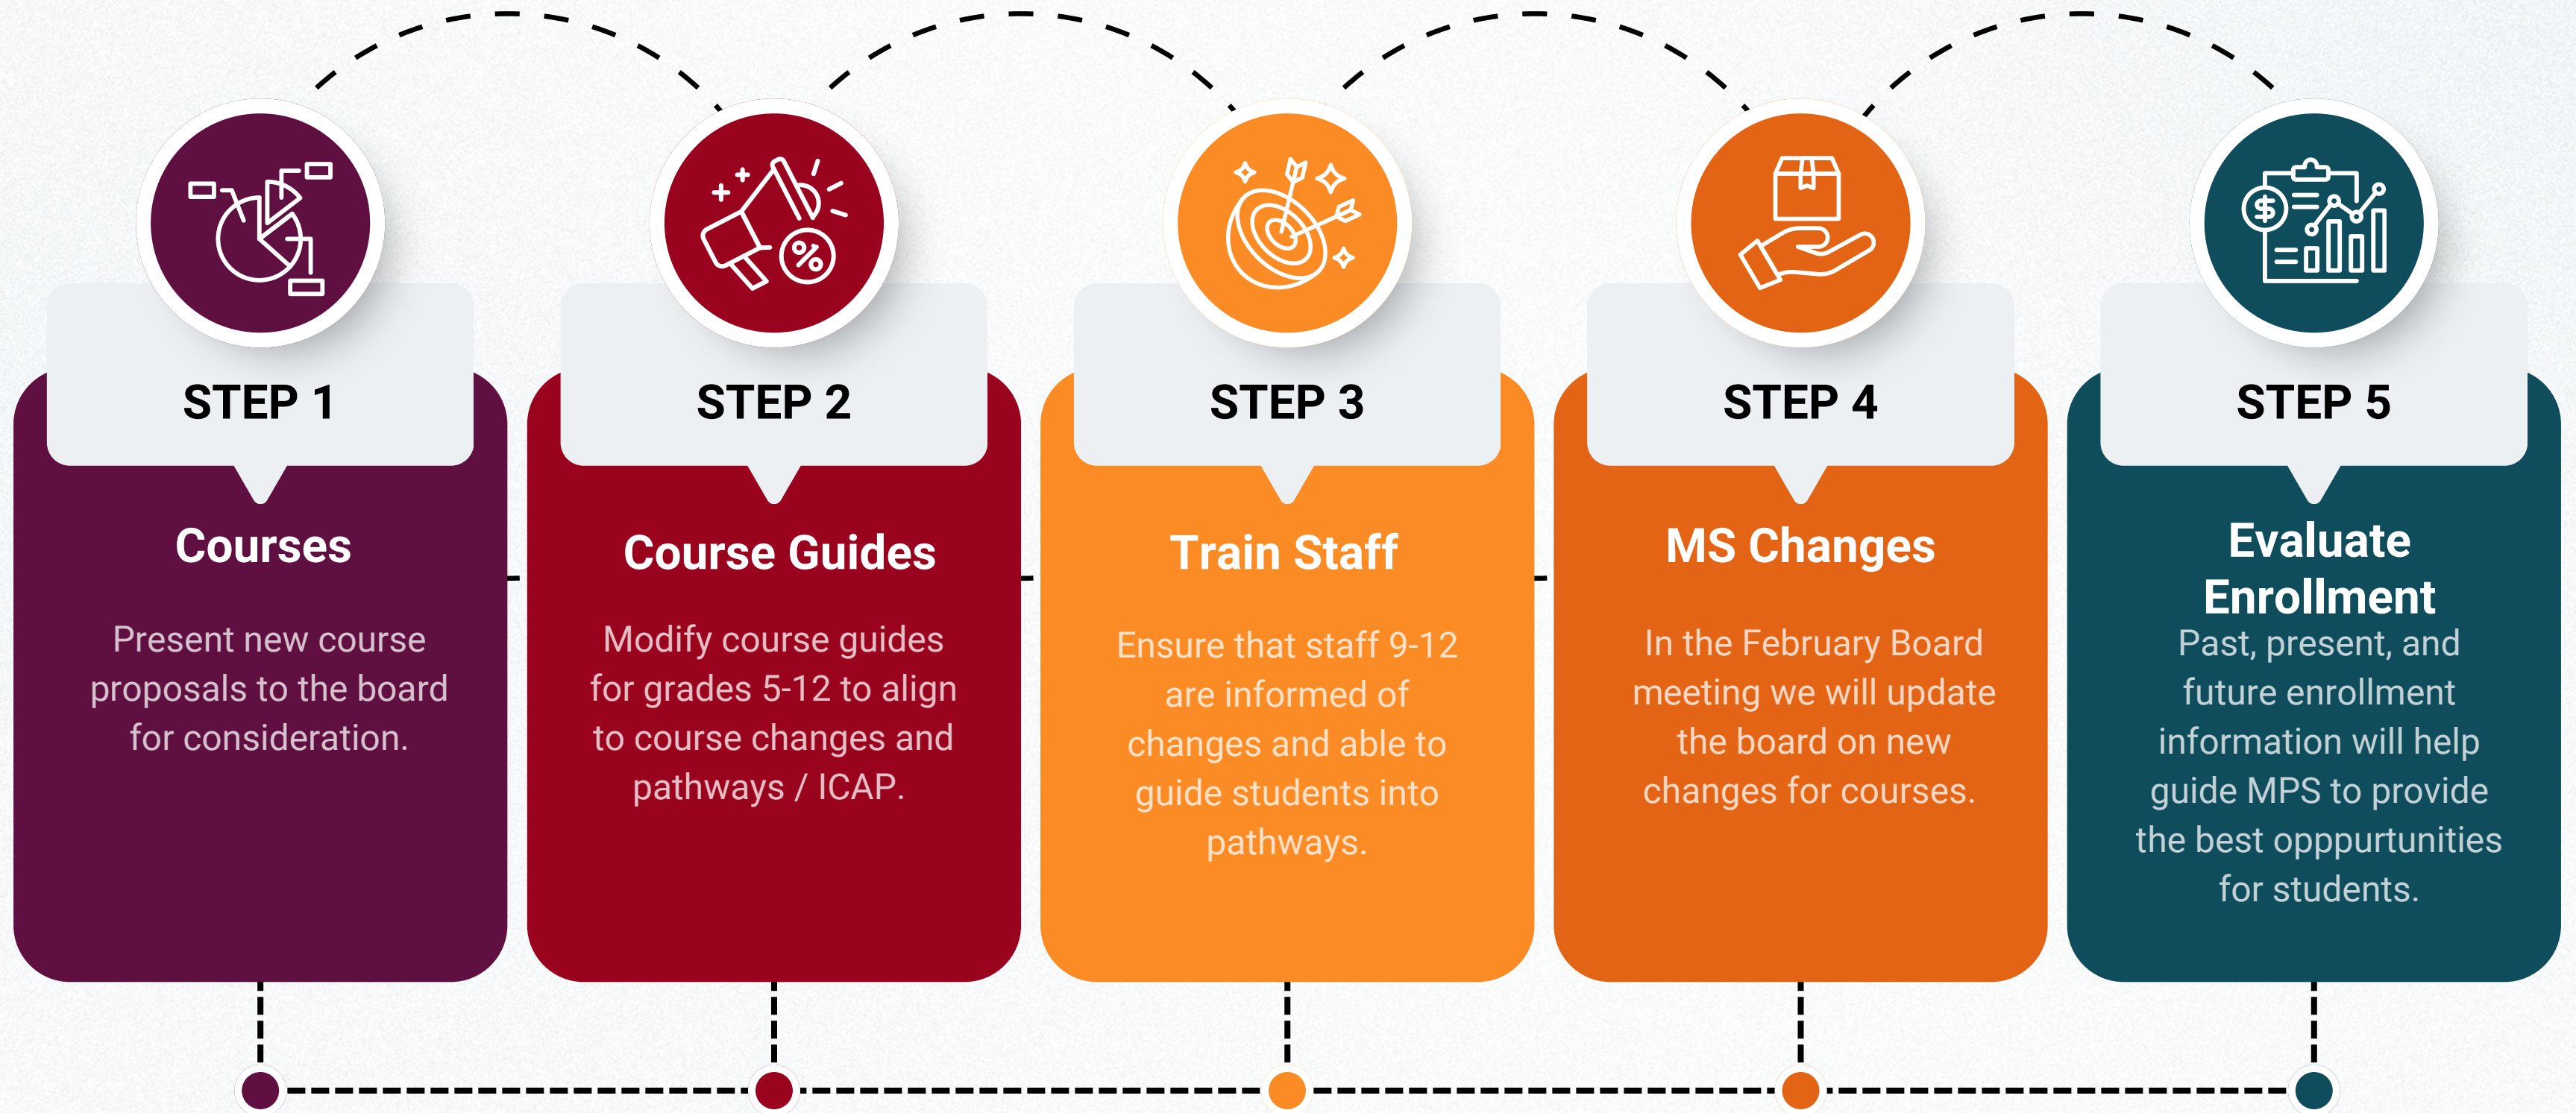 STEP 1
Courses
Present new course
proposals to the board
for consideration.
STEP 2
Course Guides
Modify course guides
for grades 5-12 to align
to course changes and
pathways / ICAP.
STEP 3
Train Staff
Ensure that staff 9-12
are informed of
changes and able to
guide students into
pathways.
STEP 4
MS Changes
In the February Board
meeting we will update
the board on new
changes for courses.
STEP 5
Evaluate
Enrollment
Past, present, and
future enrollment
information will help
guide MPS to provide
the best opppurtunities
for students.